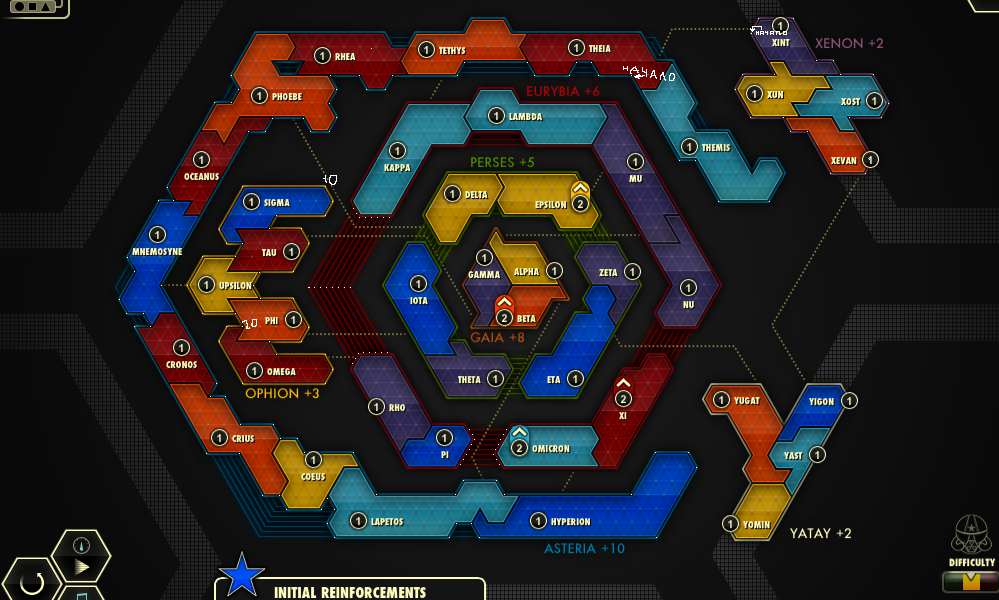 1
XINT
XENON +2
1
TETHYS
1
THEIA
1
RHEA
EURYBIA +6
1
PHOEBE
1
XUN
XOST
1
1
LAMBDA
1
THEMIS
XEVAN
1
1
OCEANUS
1
KAPPA
PERSES +5
1
MU
10
1
SIGMA
1
DELTA
EPSILON
2
1
MNEMOSYNE
TAU
1
1
GAMMA
ALPHA
1
ZETA
1
1
UPSILON
1
IOTA
1
NU
PHI
1
2
BETA
GAIA +8
1
CRONOS
1
OMEGA
THETA
1
ETA
1
OPHION +3
1
RHO
2
XI
1
YUGAT
YIGON
1
1
CRIUS
1
PI
2
OMICRON
YAST
1
1
COEUS
1
LAPETOS
1
HYPERION
1
YOMIN
YATAY +2
ASTERIA +10
DIFFICULTY
INITIAL REINFORCEMENTS